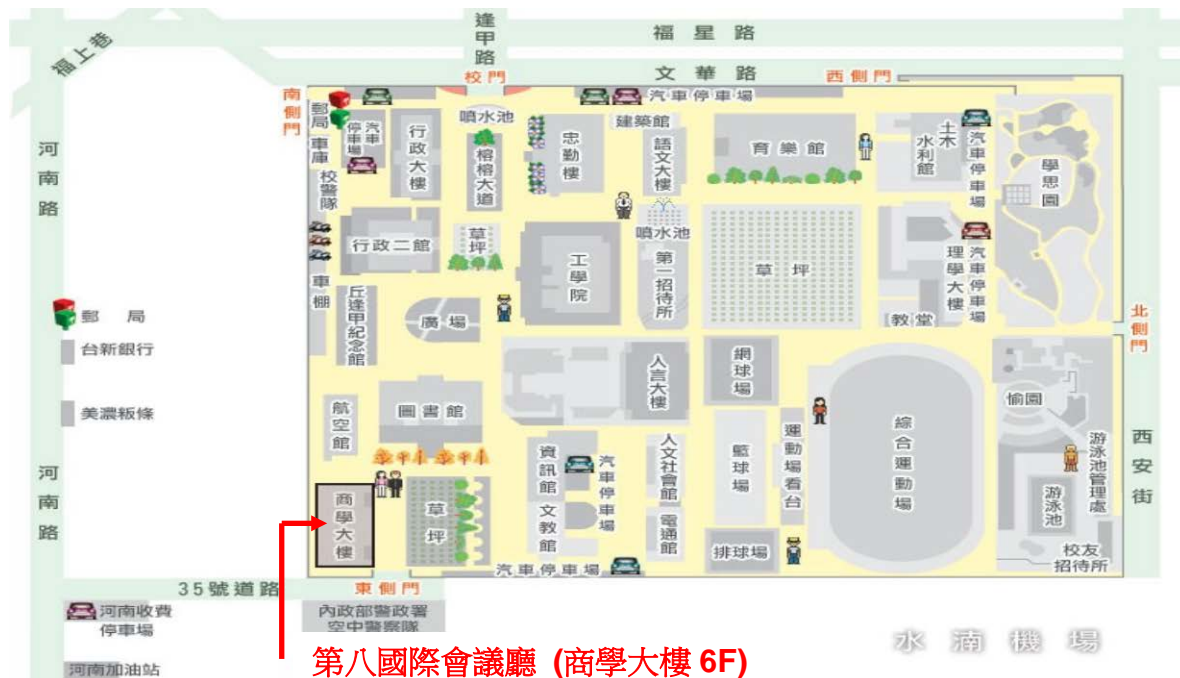 逢甲路
福星路
福上巷
校門
文華路
西側門
南側門
郵局
汽車停車場
行政大樓
噴水池
榕榕大道
忠勤樓
汽車停車場
建築館
語文大樓
育樂館
土木水利館
汽車停車場
學思園
河南路
車庫
校警隊
行政二館
草坪
工學院
噴水池
第一招待所
草坪
理學大樓
汽車停車場
教堂
車棚
丘逢甲紀念館
廣場
北側門
郵局
台新銀行
美濃粄條
航空館
圖書館
人言大樓
網球場
愉園
綜合運動場
籃球場
運動場看台
游泳池管理處
西安街
河南路
商學大樓
草坪
資訊館
文教館
汽車停車場
人文社會館
電通館
排球場
游泳池
校友招待所
汽車停車場
35號道路
東側門
河南收費停車場
內政部警政署
空中警察隊
水湳機場
河南加油站
第八國際會議廳 (商學大樓 6F)